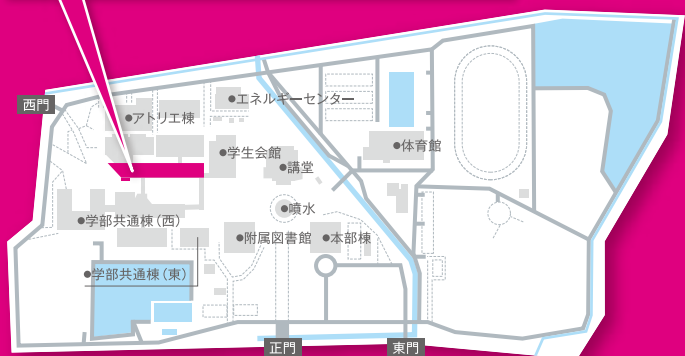 西門
●エネルギーセンター
●アトリエ棟
●学生会館
●体育館
●講堂
●噴水
●学部共通棟(西)
●附属図書館
●本部棟
●学部共通棟(東)
正門
東門